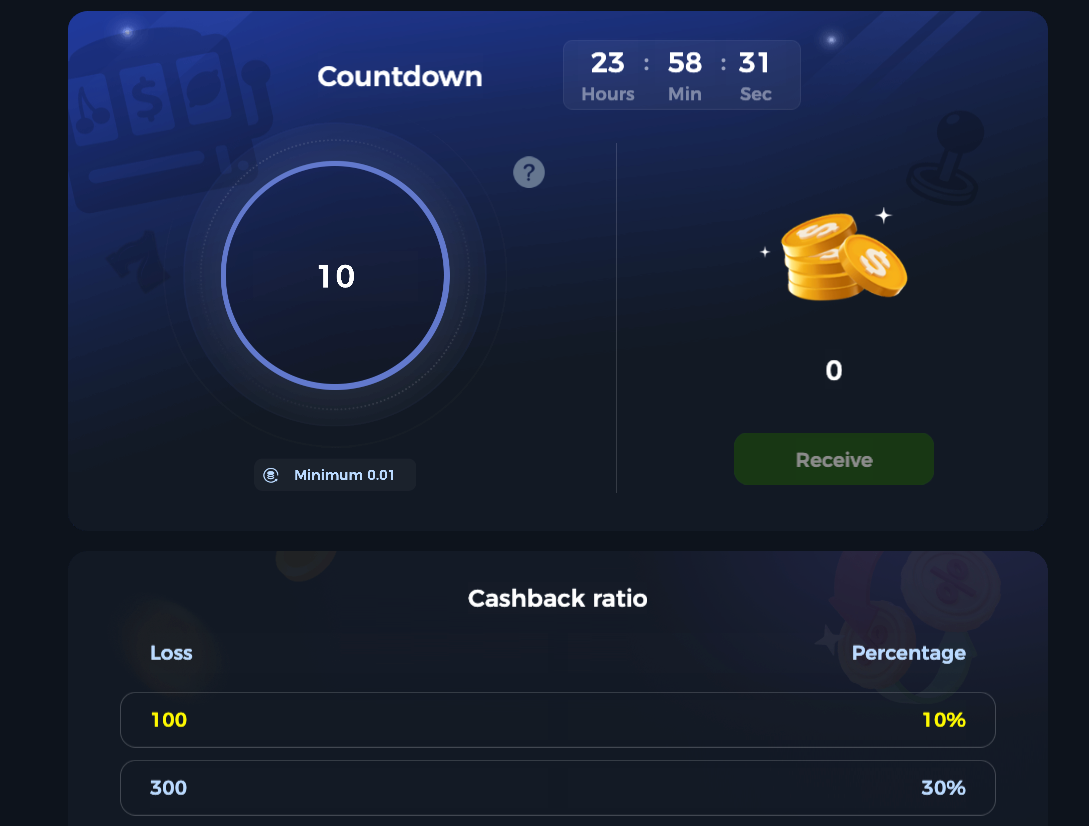 Countdown
23 : 58 : 31
Hours Min Sec
?
10
Minimum 0.01
0
Receive
Cashback ratio
Loss Percentage
100 10%
300 30%